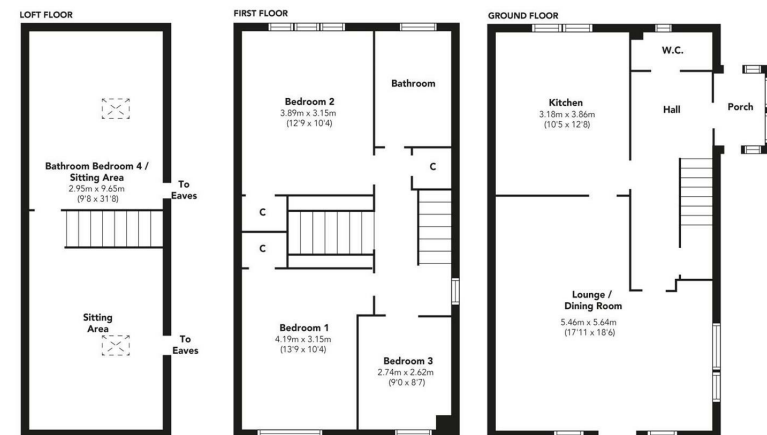 LOFT FLOOR
Bathroom Bedroom 4 /
Sitting Area
2.95m x 9.65m
(9'8 x 31'8)
To
Eaves
Sitting
Area
To
Eaves
FIRST FLOOR
Bedroom 2
3.89m x 3.15m
(12'9 x 10'4)
Bathroom
C
C
C
Bedroom 1
4.19m x 3.15m
(13'9 x 10'4)
Bedroom 3
2.74m x 2.62m
(9'0 x 8'7)
GROUND FLOOR
W.C.
Kitchen
3.18m x 3.86m
(10'5 x 12'8)
Hall
Porch
Lounge /
Dining Room
5.46m x 5.64m
(17'11 x 18'6)